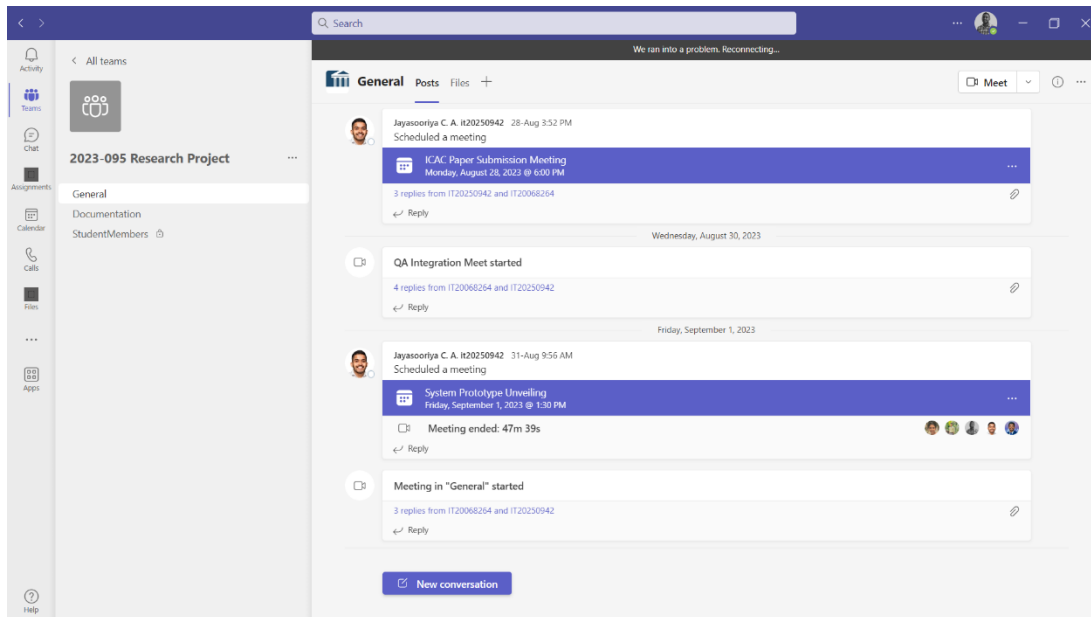 Search
We ran into a problem. Reconnecting...
Activity
Teams
Chat
Assignments
Calendar
Calls
Files
Apps
Help
All teams
2023-095 Research Project
General
Documentation
StudentMembers
General Posts Files
Meet
Jayasooriya C. A. it20250942 28-Aug 3:52 PM
Scheduled a meeting
ICAC Paper Submission Meeting
Monday, August 28, 2023 @ 6:00 PM
3 replies from IT20250942 and IT20068264
Reply
Wednesday, August 30, 2023
QA Integration Meet started
4 replies from IT20068264 and IT20250942
Reply
Friday, September 1, 2023
Jayasooriya C. A. it20250942 31-Aug 9:56 AM
Scheduled a meeting
System Prototype Unveiling
Friday, September 1, 2023 @ 1:30 PM
Meeting ended: 47m 39s
Reply
Meeting in "General" started
3 replies from IT20068264 and IT20250942
Reply
New conversation